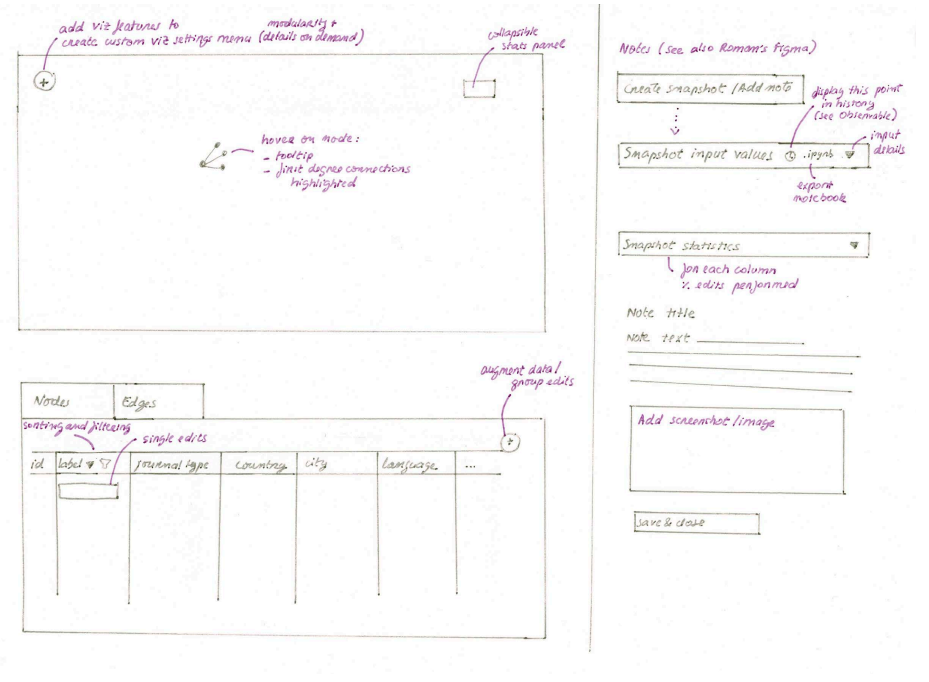 add viz features to
create custom viz settings menu (details on demand)
modularity +
collapsible
stats panel
+
hover on node:
– tooltip
– first degree connections
highlighted
augment data/
group edits
Nodes
Edges
sorting and filtering
single edits
+
id
label
journal type
country
city
language
...
Notes (see also Roman's Figma)
Create snapshot / Add note
display this point
in history
(see Observable)
Snapshot input values
.ipynb
input
details
export
notebook
Snapshot statistics
for each column
% edits performed
Note title
Note text
Add screenshot/image
save & close